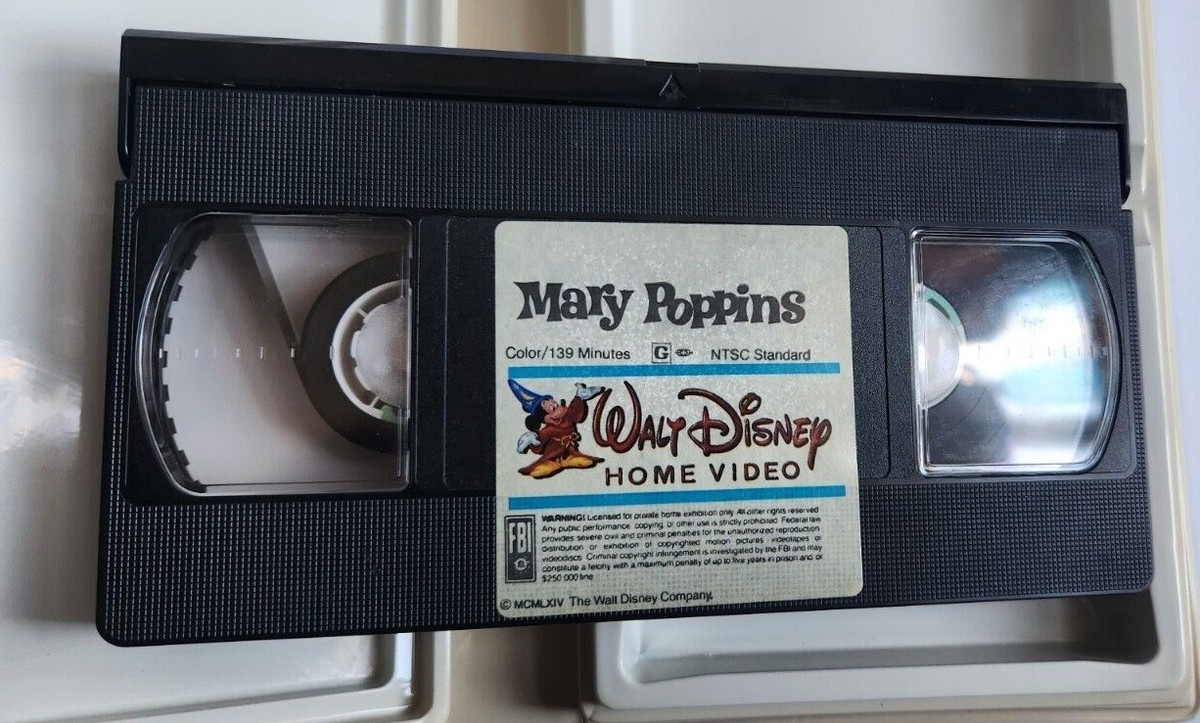 Mary Poppins
Color/139 Minutes G NTSC Standard
WALT DISNEY
HOME VIDEO
FBI
WARNING! Licensed for private home exhibition only. All other rights reserved
Any public performance copying or other use is strictly prohibited. Federal law
provides severe civil and criminal penalties for the unauthorized reproduction
distribution or exhibition of copyrighted motion pictures videotapes or
videodiscs. Criminal copyright infringement is investigated by the FBI and may
constitute a felony with a maximum penalty of up to five years in prison and or
$250 000 fine
© MCMLXIV The Walt Disney Company.